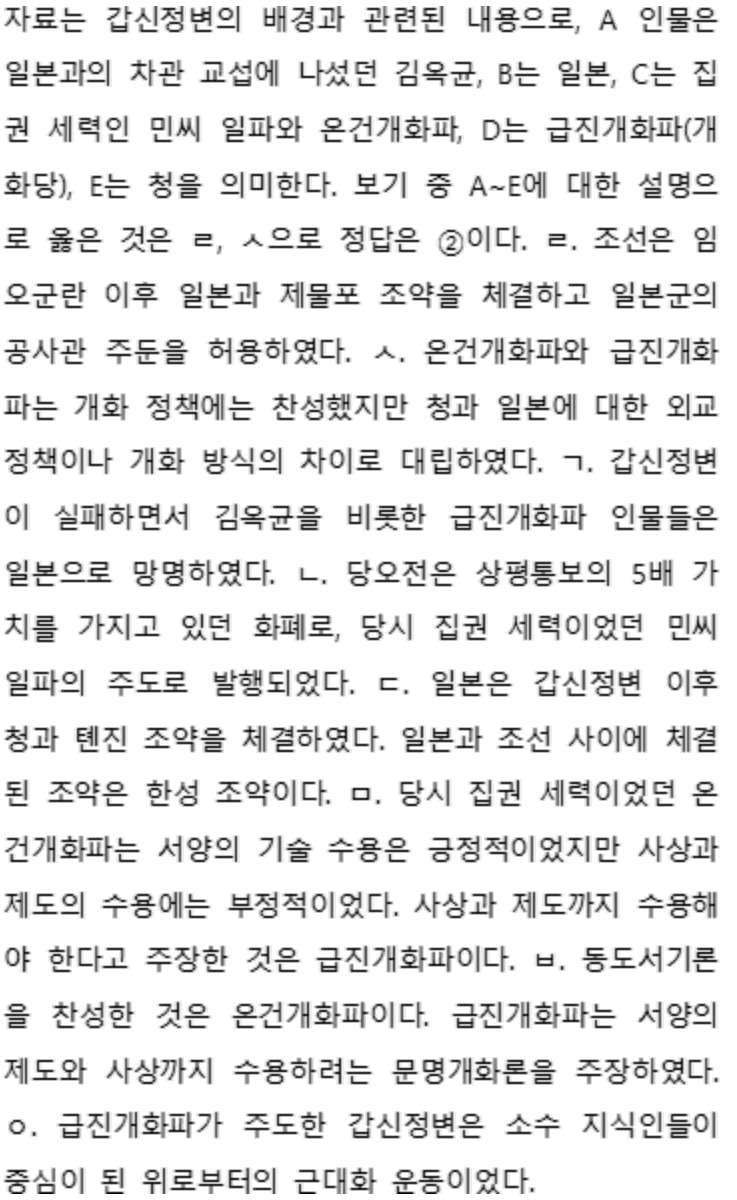 자료는 갑신정변의 배경과 관련된 내용으로, A 인물은
일본과의 차관 교섭에 나섰던 김옥균, B는 일본, C는 집
권 세력인 민씨 일파와 온건개화파, D는 급진개화파(개
화당), E는 청을 의미한다. 보기 중 A~E에 대한 설명으
로 옳은 것은 ㄹ, ㅅ으로 정답은 ②이다. ㄹ. 조선은 임
오군란 이후 일본과 제물포 조약을 체결하고 일본군의
공사관 주둔을 허용하였다. ㅅ. 온건개화파와 급진개화
파는 개화 정책에는 찬성했지만 청과 일본에 대한 외교
정책이나 개화 방식의 차이로 대립하였다. ㄱ. 갑신정변
이 실패하면서 김옥균을 비롯한 급진개화파 인물들은
일본으로 망명하였다. ㄴ. 당오전은 상평통보의 5배 가
치를 가지고 있던 화폐로, 당시 집권 세력이었던 민씨
일파의 주도로 발행되었다. ㄷ. 일본은 갑신정변 이후
청과 톈진 조약을 체결하였다. 일본과 조선 사이에 체결
된 조약은 한성 조약이다. ㅁ. 당시 집권 세력이었던 온
건개화파는 서양의 기술 수용은 긍정적이었지만 사상과
제도의 수용에는 부정적이었다. 사상과 제도까지 수용해
야 한다고 주장한 것은 급진개화파이다. ㅂ. 동도서기론
을 찬성한 것은 온건개화파이다. 급진개화파는 서양의
제도와 사상까지 수용하려는 문명개화론을 주장하였다.
ㅇ. 급진개화파가 주도한 갑신정변은 소수 지식인들이
중심이 된 위로부터의 근대화 운동이었다.